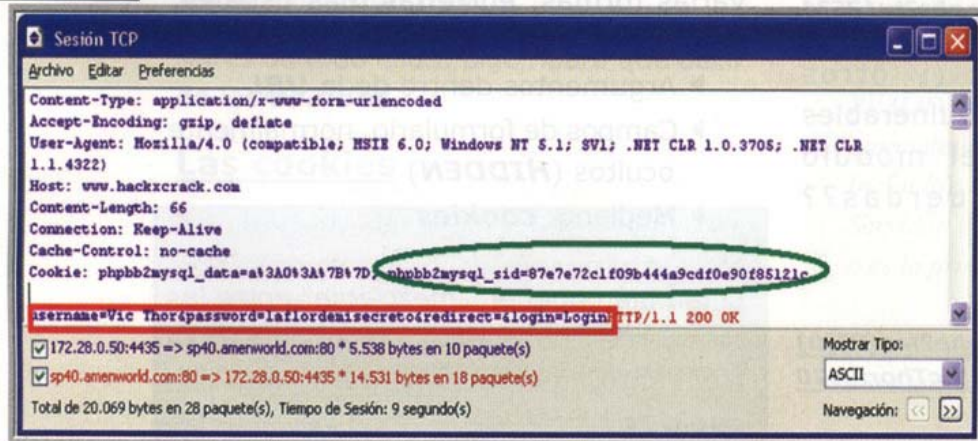 Sesión TCP
Archivo Editar Preferencias
Content-Type: application/x-www-form-urlencoded
Accept-Encoding: gzip, deflate
User-Agent: Mozilla/4.0 (compatible; MSIE 6.0; Windows NT 5.1; SV1; .NET CLR 1.0.3705; .NET CLR
1.1.4322)
Host: www.hackxcrack.com
Content-Length: 66
Connection: Keep-Alive
Cache-Control: no-cache
Cookie: phpbb2mysql_data=a%3A0%3A%7B%7D; phpbb2mysql_sid=87e7e72c1f09b444a9cdf0e90f85121c
username=Vic Thor&password=laflordemisecreto&redirect=&login=Login HTTP/1.1 200 OK
172.28.0.50:4435 => sp40.amenworld.com:80 * 5.538 bytes en 10 paquete(s)
sp40.amenworld.com:80 => 172.28.0.50:4435 * 14.531 bytes en 18 paquete(s)
Total de 20.069 bytes en 28 paquete(s), Tiempo de Sesión: 9 segundo(s)
Mostrar Tipo:
ASCII
Navegación: << >>